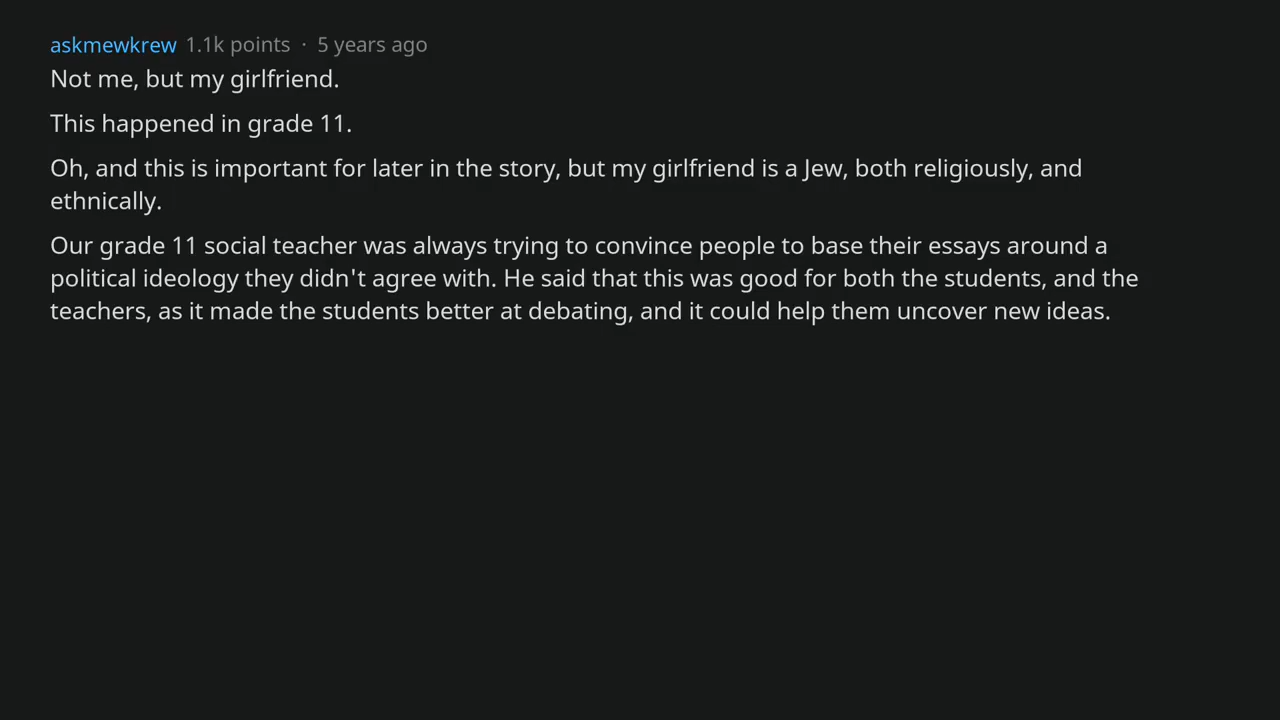 askmewkrew 1.1k points · 5 years ago
Not me, but my girlfriend.
This happened in grade 11.
Oh, and this is important for later in the story, but my girlfriend is a Jew, both religiously, and
ethnically.
Our grade 11 social teacher was always trying to convince people to base their essays around a
political ideology they didn't agree with. He said that this was good for both the students, and the
teachers, as it made the students better at debating, and it could help them uncover new ideas.